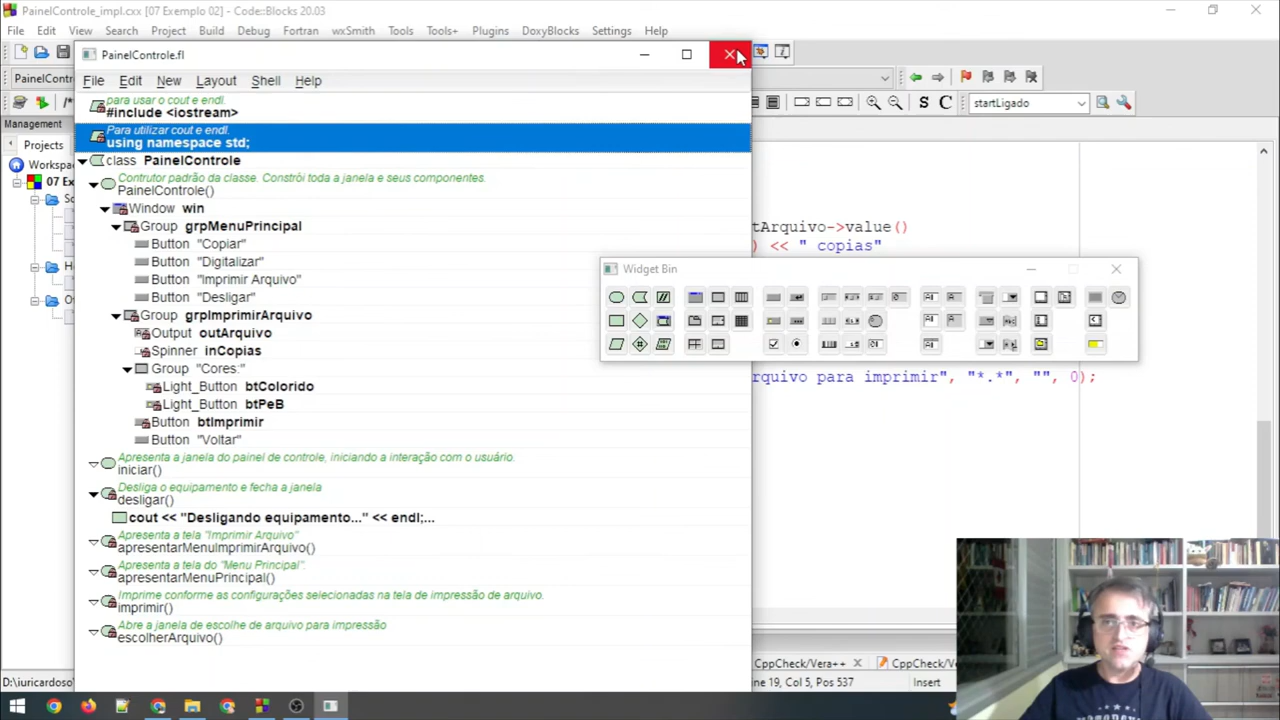 PainelControle_impl.cxx [07 Exemplo 02] - Code::Blocks 20.03
File Edit View Search Project Build Debug Fortran wxSmith Tools Tools+ Plugins DoxyBlocks Settings Help
PainelControle.fl
File Edit New Layout Shell Help
PainelCont
startLigado
Management
Projects
Workspa
07 Ex
So
H
O
para usar o cout e endl.
#include <iostream>
Para utilizar cout e endl.
using namespace std;
class PainelControle
Contrutor padrão da classe. Constrói toda a janela e seus componentes.
PainelControle()
Window win
Group grpMenuPrincipal
Button "Copiar"
Button "Digitalizar"
Button "Imprimir Arquivo"
Button "Desligar"
Group grpImprimirArquivo
Output outArquivo
Spinner inCopias
Group "Cores:"
Light_Button btColorido
Light_Button btPeB
Button btImprimir
Button "Voltar"
Apresenta a janela do painel de controle, iniciando a interação com o usuário.
iniciar()
Desliga o equipamento e fecha a janela
desligar()
cout << "Desligando equipamento..." << endl;...
Apresenta a tela "Imprimir Arquivo"
apresentarMenuImprimirArquivo()
Apresenta a tela do "Menu Principal".
apresentarMenuPrincipal()
Imprime conforme as configurações selecionadas na tela de impressão de arquivo.
imprimir()
Abre a janela de escolhe de arquivo para impressão
escolherArquivo()
tArquivo->value()
) << " copias"
Widget Bin
rquivo para imprimir", "*.*", "", 0);
CppCheck/Vera++ CppCheck/Ver
D:\iuricardoso\
ine 19, Col 5, Pos 537 Insert